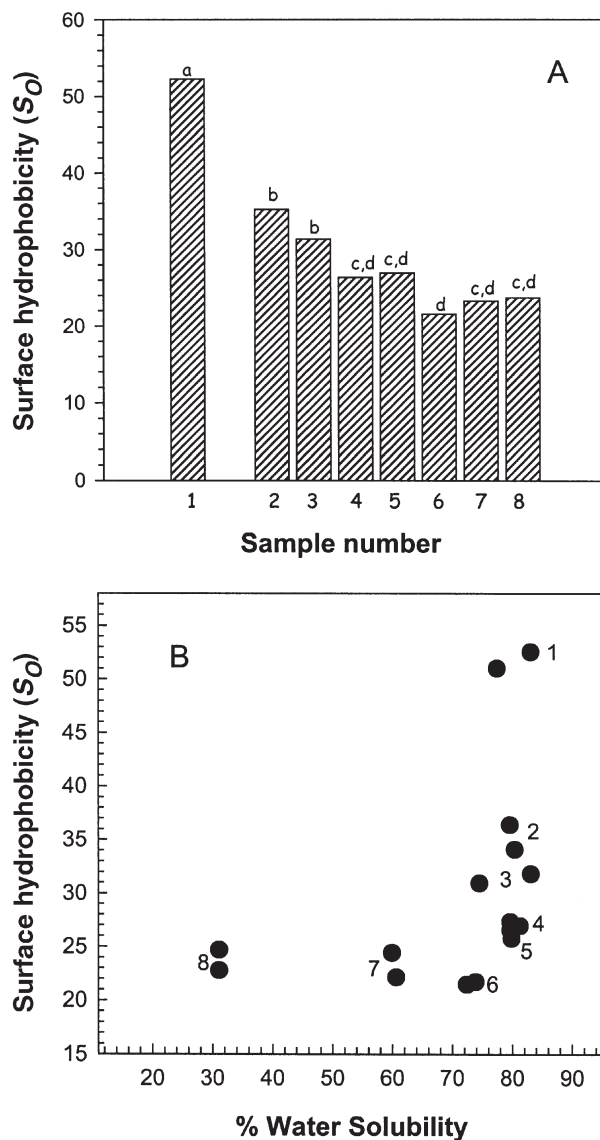 60
A
a
50
40
b
b
30
c,d
c,d
d
c,d
c,d
20
10
0
Surface hydrophobicity (S_O)
1 2 3 4 5 6 7 8
Sample number
55
B
1
50
45
40
35
2
30
3
4
25
5
8
7
6
20
15
Surface hydrophobicity (S_O)
20 30 40 50 60 70 80 90
% Water Solubility